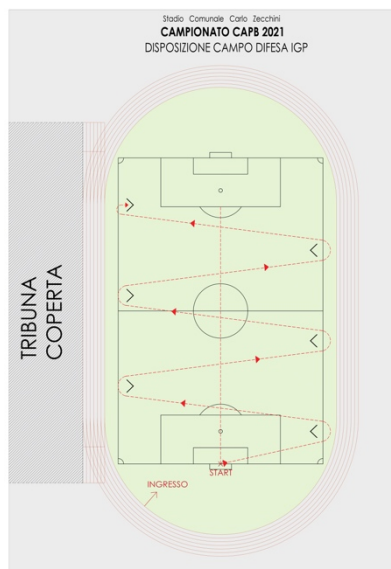 Stadio Comunale Carlo Zecchini
CAMPIONATO CAPB 2021
DISPOSIZIONE CAMPO DIFESA IGP
TRIBUNA
COPERTA
START
INGRESSO